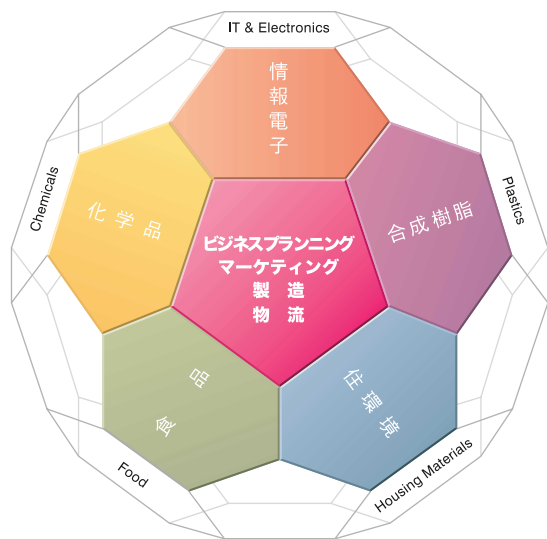 IT & Electronics
情報電子
Chemicals
化学品
合成樹脂
Plastics
ビジネスプランニング
マーケティング
製造
物流
食品
Food
住環境
Housing Materials